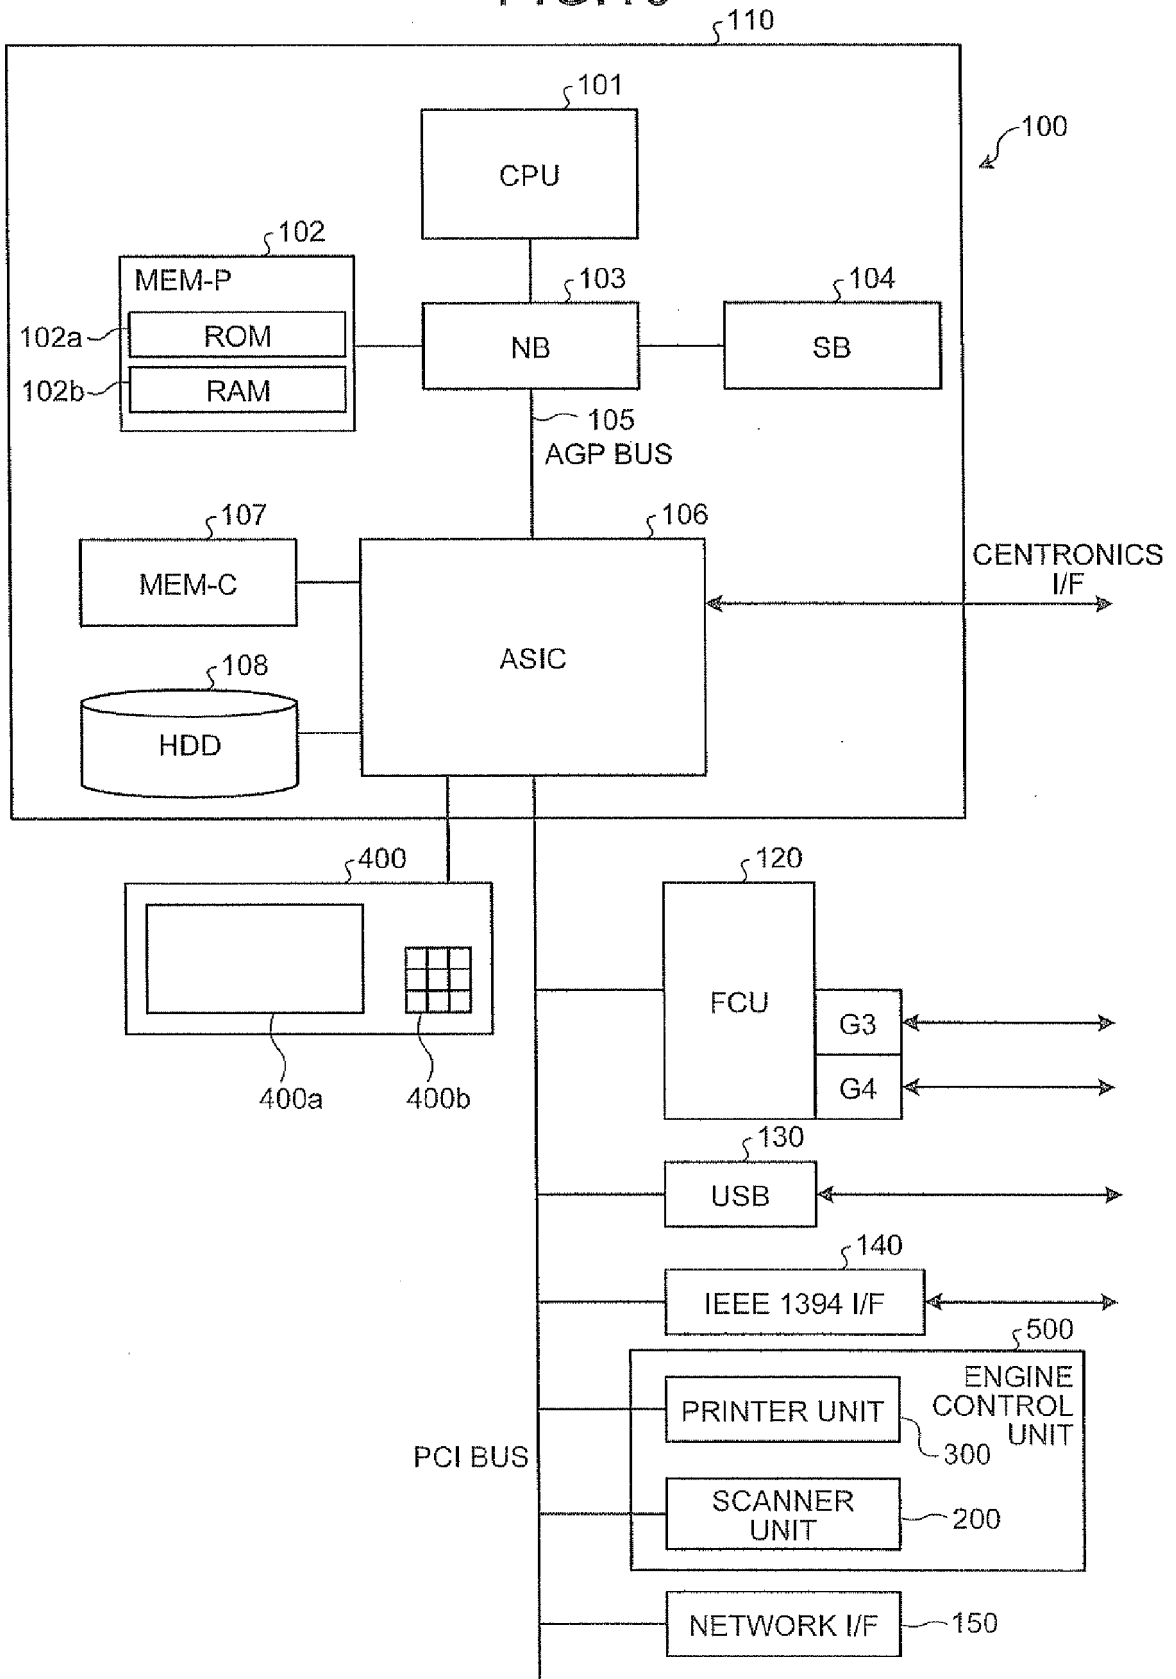 110
101
100
CPU
102
MEM-P
103
104
102a
ROM
NB
SB
102b
RAM
105
AGP BUS
107
106
MEM-C
CENTRONICS
I/F
ASIC
108
HDD
400
120
FCU
G3
G4
400a
400b
130
USB
140
IEEE 1394 I/F
500
ENGINE
CONTROL
UNIT
PRINTER UNIT
300
PCI BUS
SCANNER
UNIT
200
NETWORK I/F
150